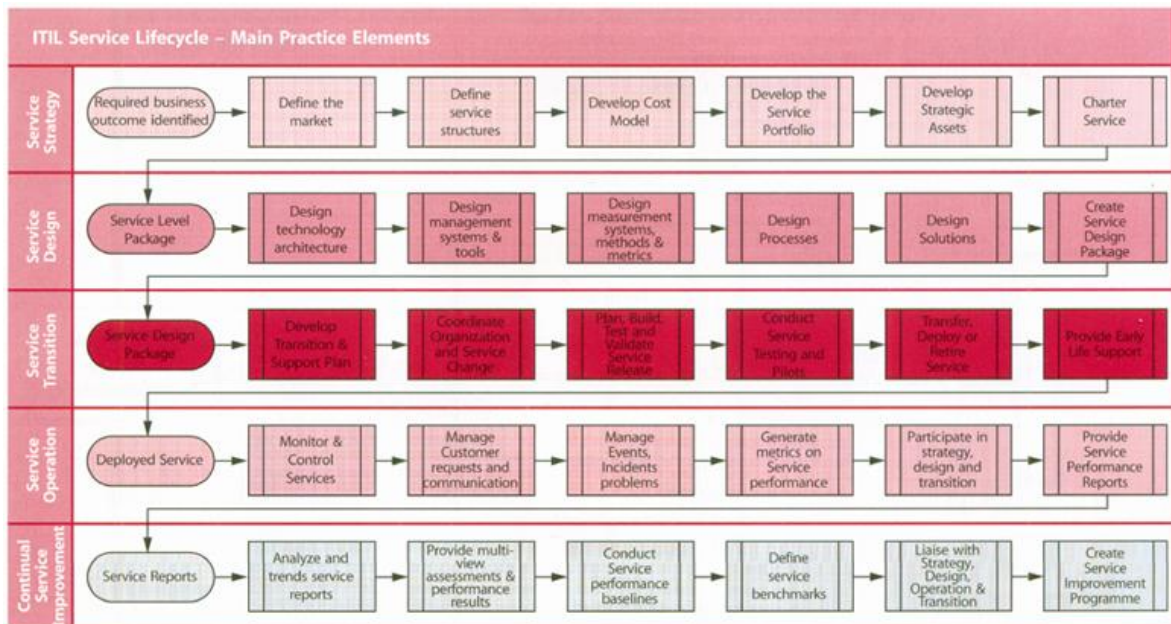 ITIL Service Lifecycle – Main Practice Elements
Service
Strategy
Required business
outcome identified
Define the
market
Define
service
structures
Develop Cost
Model
Develop the
Service
Portfolio
Develop
Strategic
Assets
Charter
Service
Service
Design
Service Level
Package
Design
technology
architecture
Design
management
systems &
tools
Design
measurement
systems,
methods &
metrics
Design
Processes
Design
Solutions
Create
Service
Design
Package
Service
Transition
Service Design
Package
Develop
Transition &
Support Plan
Coordinate
Organization
and Service
Change
Plan, Build,
Test and
Validate
Service
Release
Conduct
Service
Testing and
Pilots
Transfer,
Deploy or
Retire
Service
Provide Early
Life Support
Service
Operation
Deployed Service
Monitor &
Control
Services
Manage
Customer
requests and
communication
Manage
Events,
Incidents
problems
Generate
metrics on
Service
performance
Participate in
strategy,
design and
transition
Provide
Service
Performance
Reports
Continual
Service
Improvement
Service Reports
Analyze and
trends service
reports
Provide multi-
view
assessments &
performance
results
Conduct
Service
performance
baselines
Define
service
benchmarks
Liaise with
Strategy,
Design,
Operation &
Transition
Create
Service
Improvement
Programme